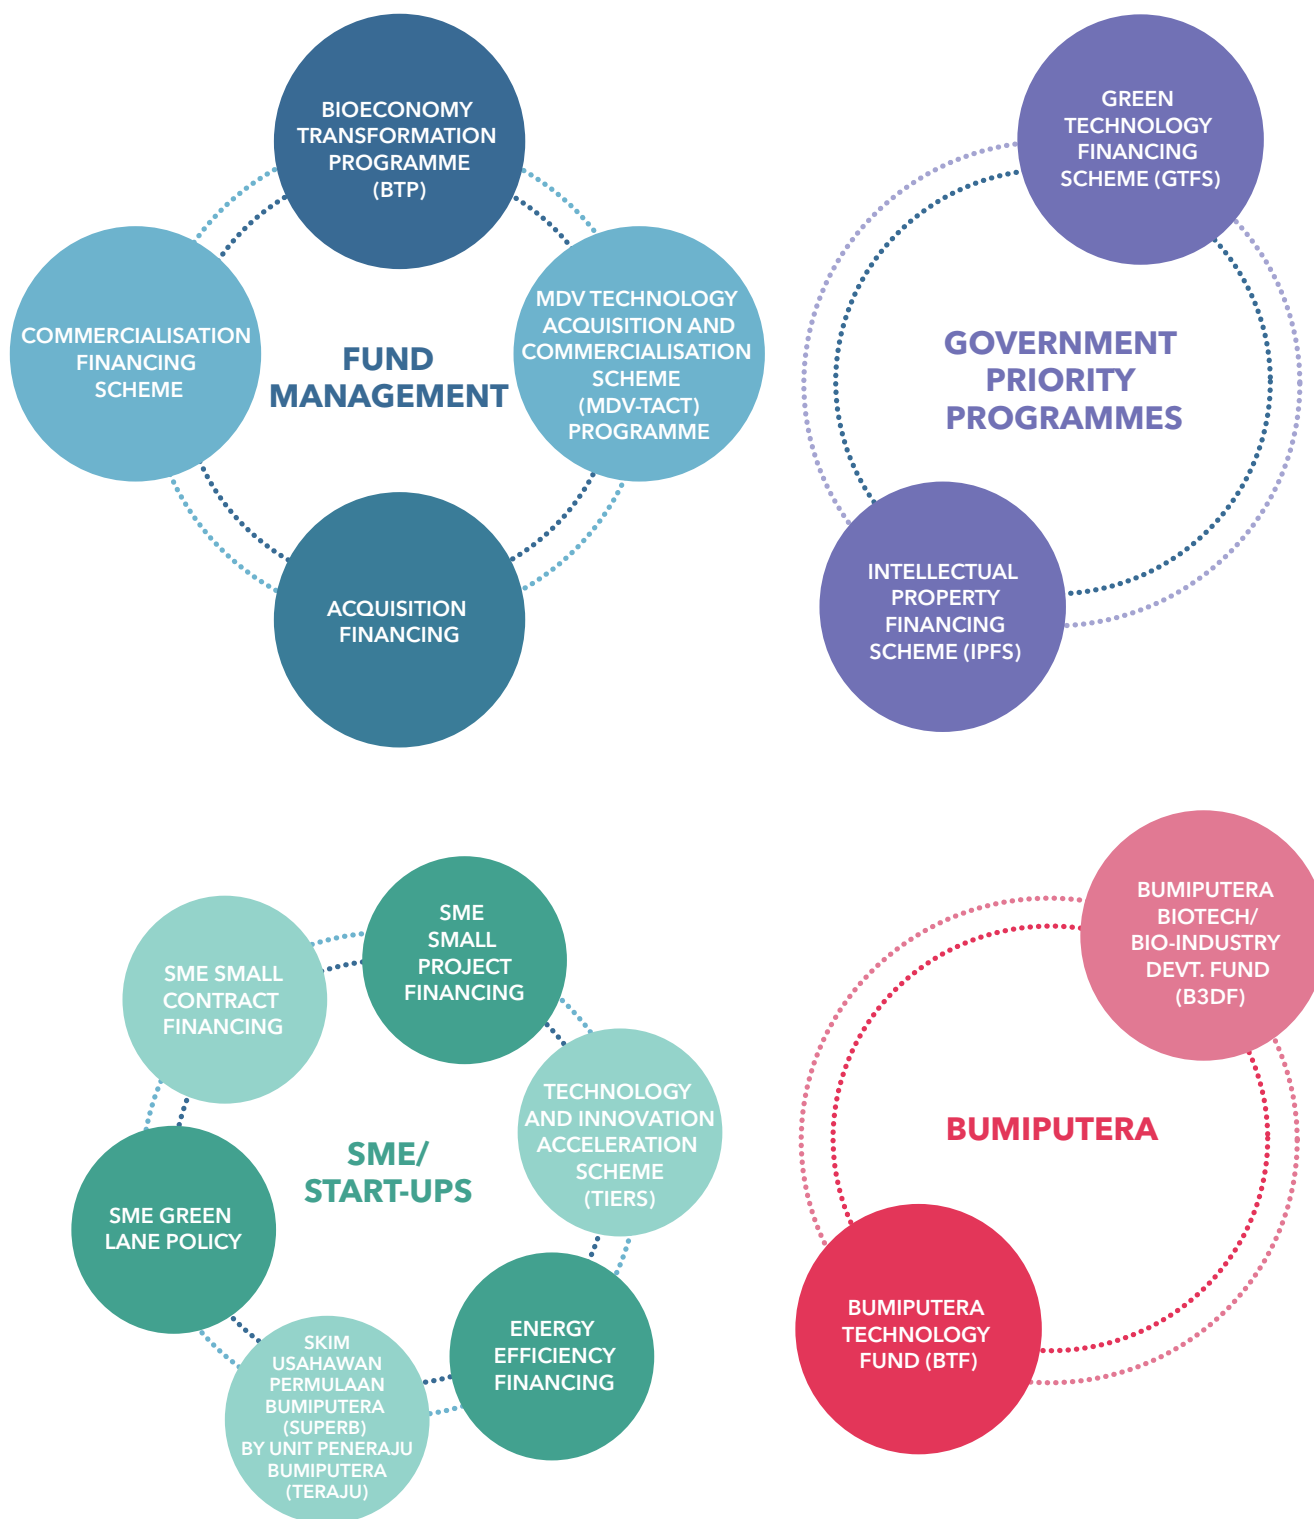 BIOECONOMY
TRANSFORMATION
PROGRAMME
(BTP)
COMMERCIALISATION
FINANCING
SCHEME
FUND
MANAGEMENT
MDV TECHNOLOGY
ACQUISITION AND
COMMERCIALISATION
SCHEME
(MDV-TACT)
PROGRAMME
ACQUISITION
FINANCING
GREEN
TECHNOLOGY
FINANCING
SCHEME (GTFS)
GOVERNMENT
PRIORITY
PROGRAMMES
INTELLECTUAL
PROPERTY
FINANCING
SCHEME (IPFS)
SME
SMALL
PROJECT
FINANCING
SME SMALL
CONTRACT
FINANCING
TECHNOLOGY
AND INNOVATION
ACCELERATION
SCHEME
(TIERS)
SME/
START-UPS
SME GREEN
LANE POLICY
ENERGY
EFFICIENCY
FINANCING
SKIM
USAHAWAN
PERMULAAN
BUMIPUTERA
(SUPERB)
BY UNIT PENERAJU
BUMIPUTERA
(TERAJU)
BUMIPUTERA
BIOTECH/
BIO-INDUSTRY
DEVT. FUND
(B3DF)
BUMIPUTERA
BUMIPUTERA
TECHNOLOGY
FUND (BTF)